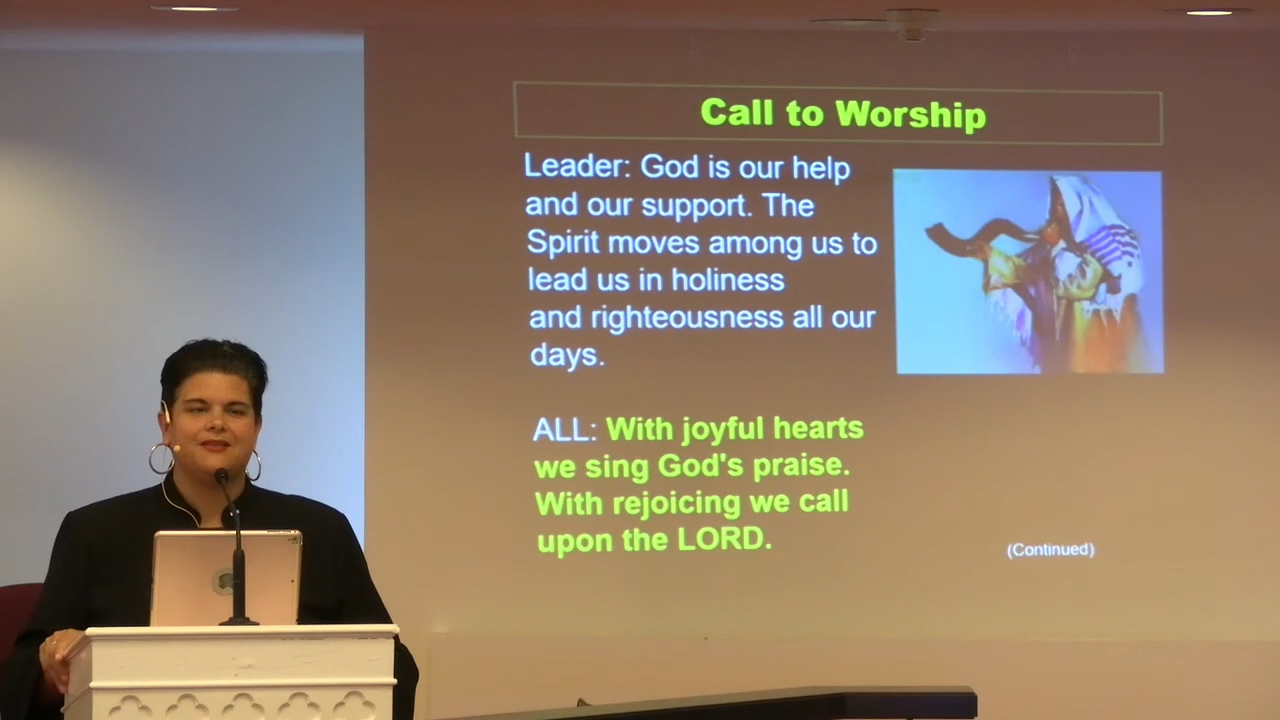 Call to Worship
Leader: God is our help
and our support. The
Spirit moves among us to
lead us in holiness
and righteousness all our
days.
ALL: With joyful hearts
we sing God's praise.
With rejoicing we call
upon the LORD.
(Continued)